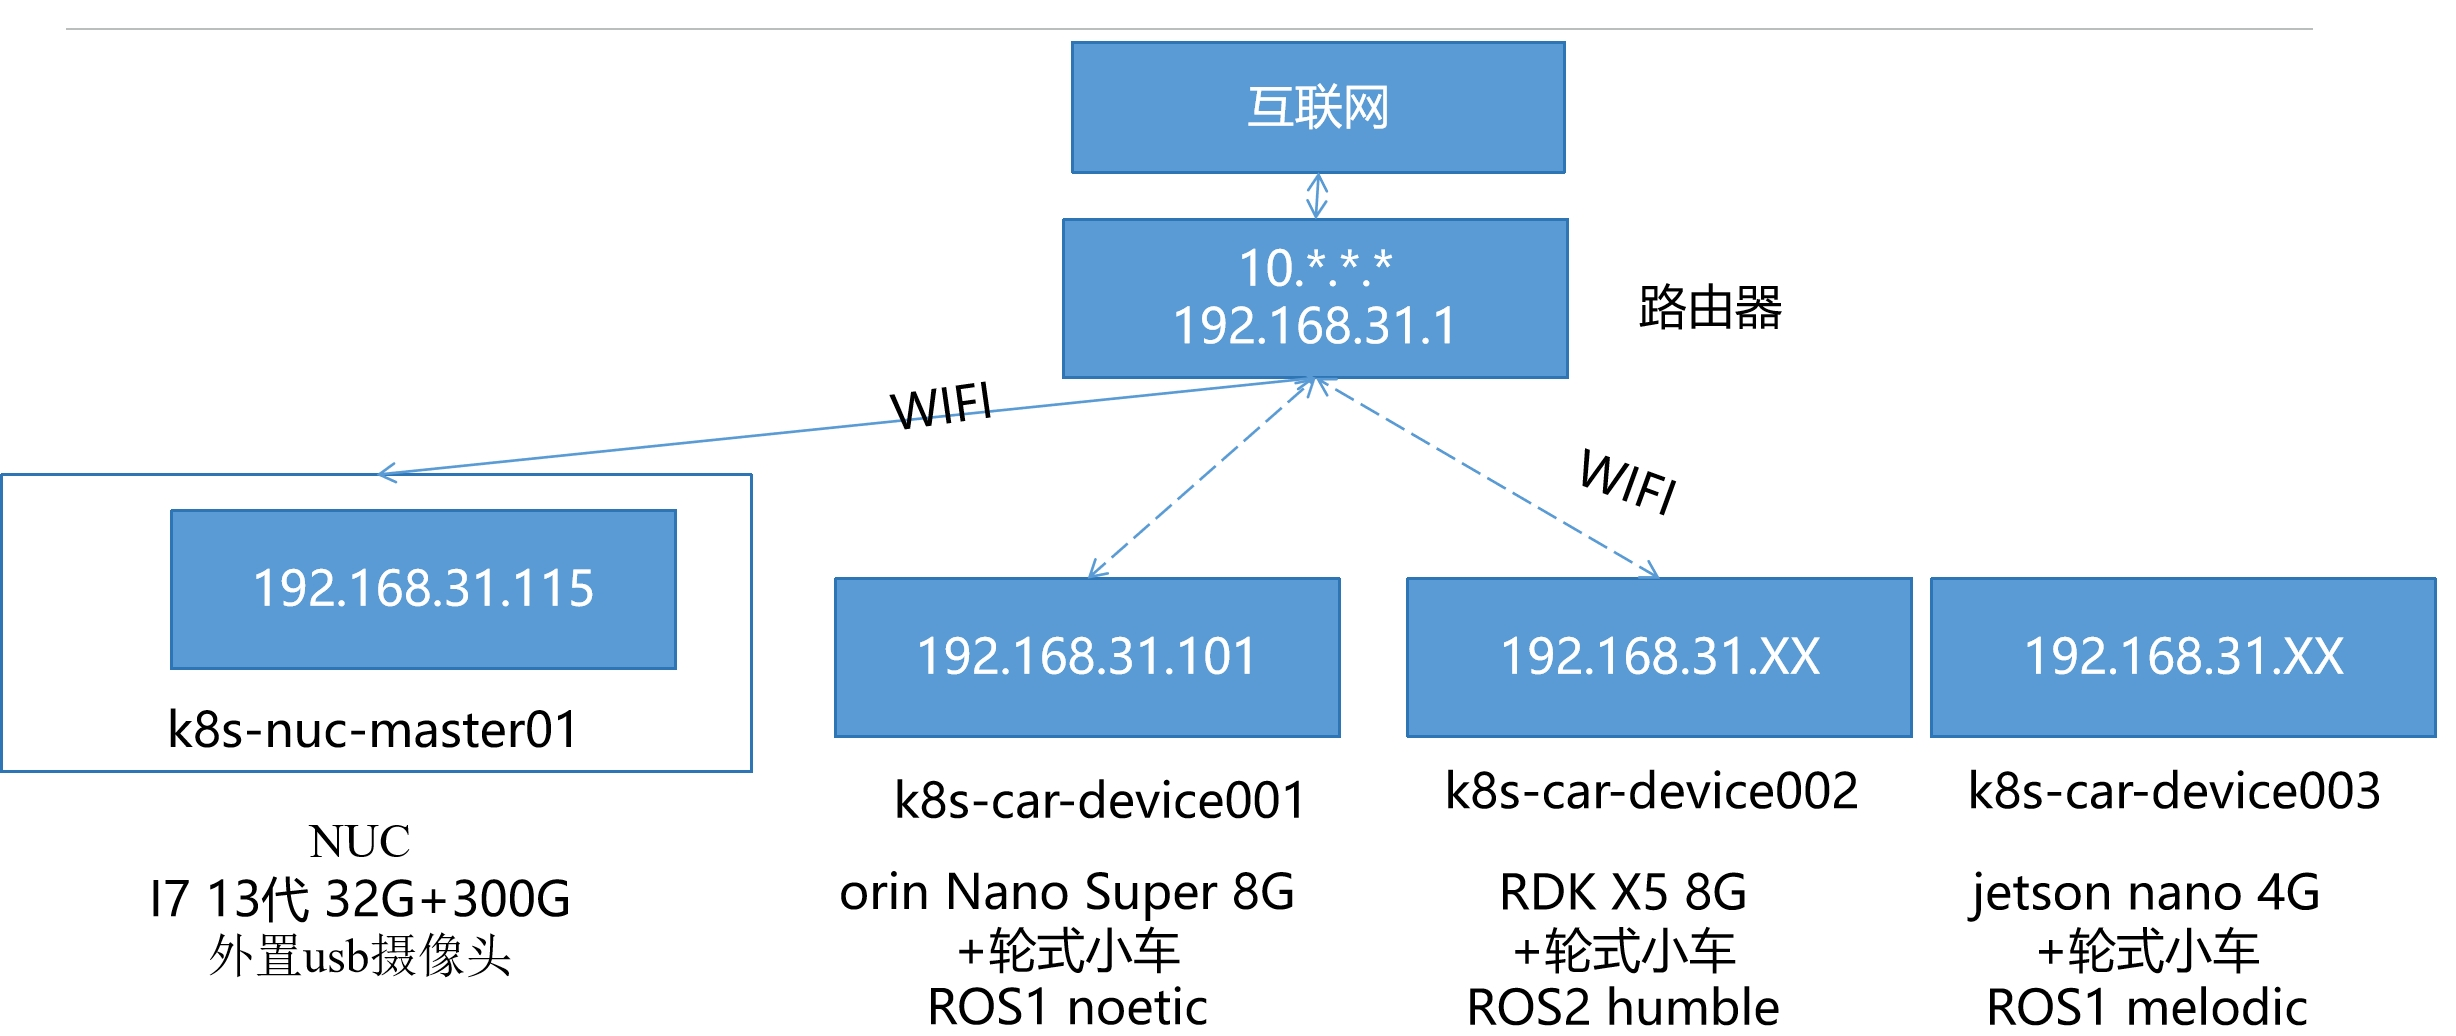 互联网
10.*.*.*
192.168.31.1
路由器
WIFI
WIFI
192.168.31.115
k8s-nuc-master01
NUC
I7 13代 32G+300G
外置usb摄像头
192.168.31.101
k8s-car-device001
orin Nano Super 8G
+轮式小车
ROS1 noetic
192.168.31.XX
k8s-car-device002
RDK X5 8G
+轮式小车
ROS2 humble
192.168.31.XX
k8s-car-device003
jetson nano 4G
+轮式小车
ROS1 melodic